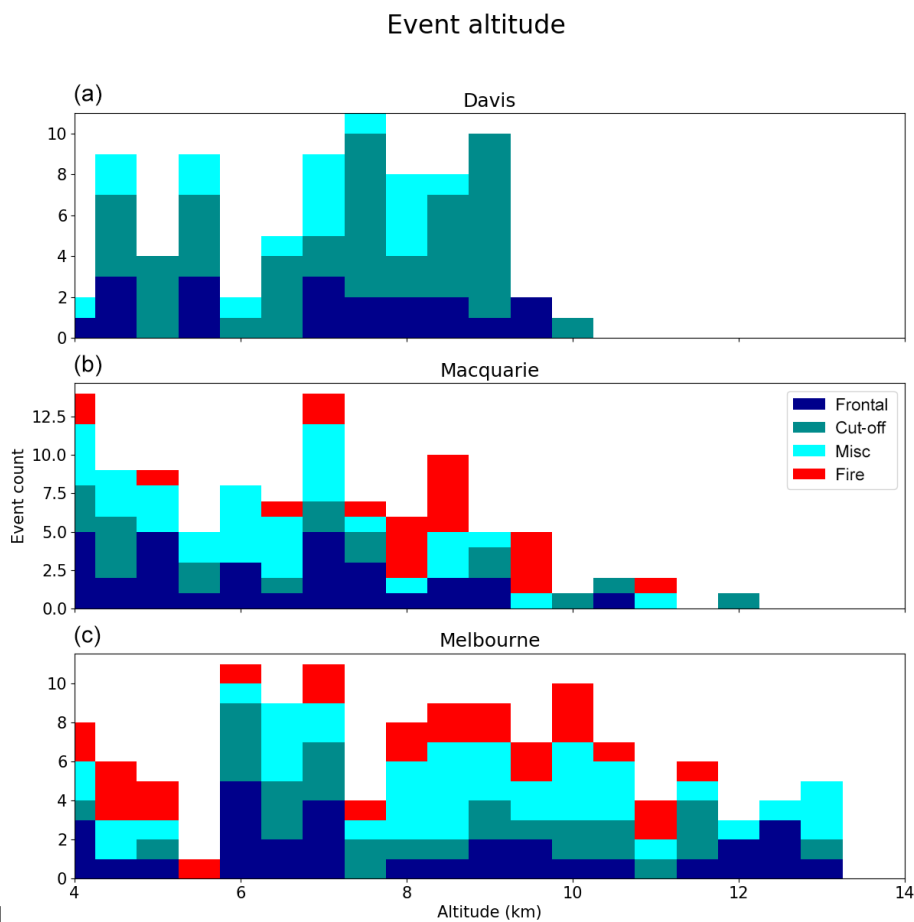 Event altitude
(a)
Davis
10
8
6
4
2
0
(b)
Macquarie
12.5
10.0
7.5
5.0
2.5
0.0
Event count
Frontal
Cut-off
Misc
Fire
(c)
Melbourne
10
8
6
4
2
0
4 6 8 10 12 14
Altitude (km)